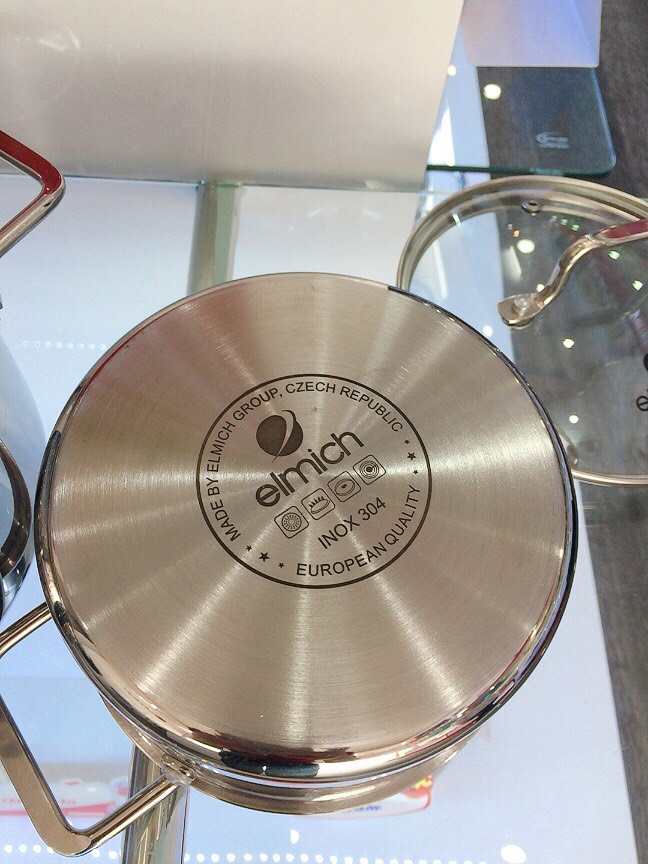 MADE BY ELMICH GROUP, CZECH REPUBLIC
elmich
INOX 304
EUROPEAN QUALITY